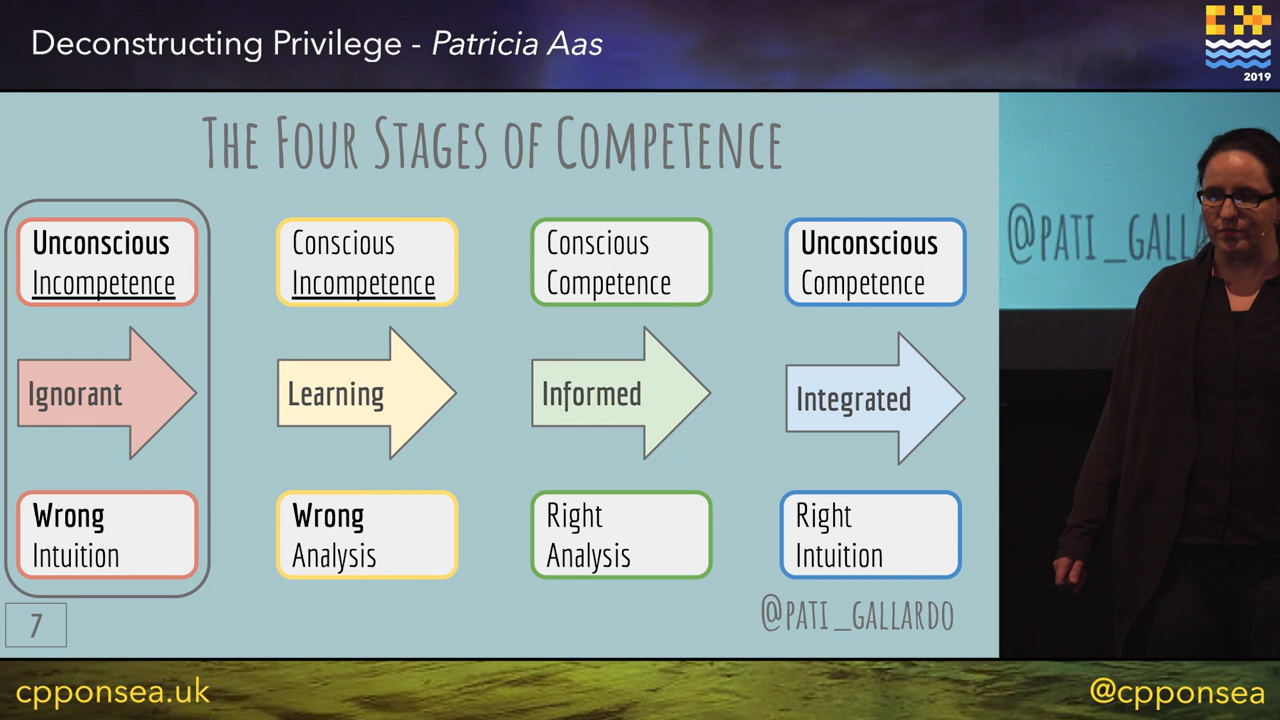 Deconstructing Privilege - Patricia Aas
2019
The Four Stages of Competence
Unconscious
Incompetence
Conscious
Incompetence
Conscious
Competence
Unconscious
Competence
Ignorant
Learning
Informed
Integrated
Wrong
Intuition
Wrong
Analysis
Right
Analysis
Right
Intuition
7
@pati_gallardo
@pati_galla
cpponsea.uk
@cpponsea